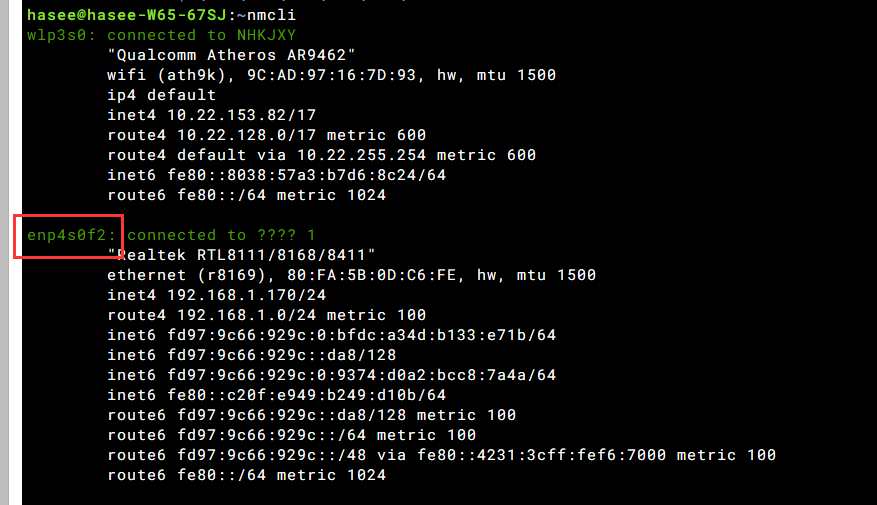 hasee@hasee-W65-67SJ:~nmcli
wlp3s0: connected to NHKJXY
"Qualcomm Atheros AR9462"
wifi (ath9k), 9C:AD:97:16:7D:93, hw, mtu 1500
ip4 default
inet4 10.22.153.82/17
route4 10.22.128.0/17 metric 600
route4 default via 10.22.255.254 metric 600
inet6 fe80::8038:57a3:b7d6:8c24/64
route6 fe80::/64 metric 1024
enp4s0f2: connected to ???? 1
"Realtek RTL8111/8168/8411"
ethernet (r8169), 80:FA:5B:0D:C6:FE, hw, mtu 1500
inet4 192.168.1.170/24
route4 192.168.1.0/24 metric 100
inet6 fd97:9c66:929c:0:bfdc:a34d:b133:e71b/64
inet6 fd97:9c66:929c::da8/128
inet6 fd97:9c66:929c:0:9374:d0a2:bcc8:7a4a/64
inet6 fe80::c20f:e949:b249:d10b/64
route6 fd97:9c66:929c::da8/128 metric 100
route6 fd97:9c66:929c::/64 metric 100
route6 fd97:9c66:929c::/48 via fe80::4231:3cff:fef6:7000 metric 100
route6 fe80::/64 metric 1024